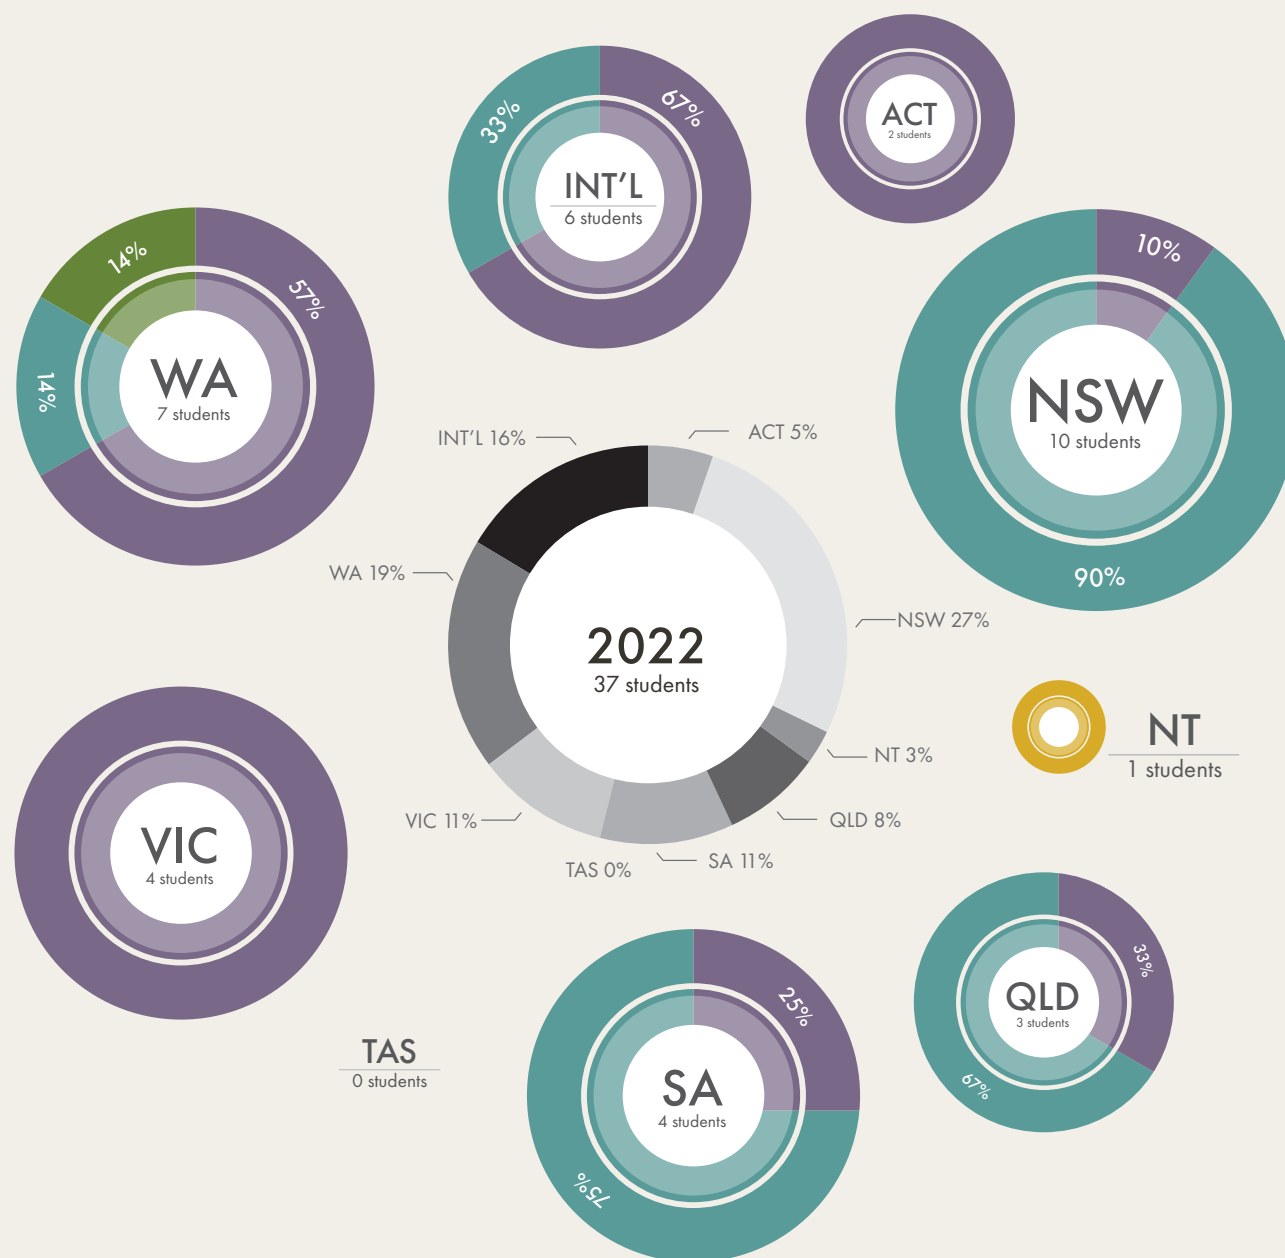 ACT
2 students
67%
33%
INT'L
6 students
10%
NSW
10 students
90%
14%
57%
14%
WA
7 students
INT'L 16%
ACT 5%
WA 19%
NSW 27%
2022
37 students
NT 3%
QLD 8%
VIC 11%
SA 11%
TAS 0%
NT
1 students
VIC
4 students
33%
QLD
3 students
67%
TAS
0 students
25%
SA
4 students
75%